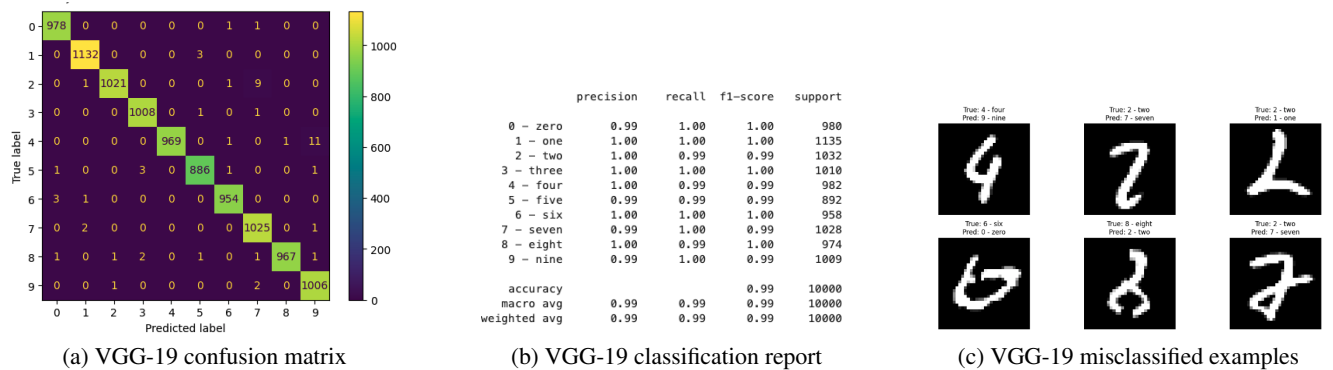 0 978 0 0 0 0 0 1 1 0 0
1 0 1132 0 0 0 3 0 0 0 0
2 0 1 1021 0 0 0 1 9 0 0
3 0 0 0 1008 0 1 0 1 0 0
4 0 0 0 0 969 0 1 0 1 11
5 1 0 0 3 0 886 1 0 0 1
6 3 1 0 0 0 0 954 0 0 0
7 0 2 0 0 0 0 0 1025 0 1
8 1 0 1 2 0 1 0 1 967 1
9 0 0 1 0 0 0 0 2 0 1006
0 1 2 3 4 5 6 7 8 9
True label
Predicted label
1000
800
600
400
200
0
(a) VGG-19 confusion matrix
precision recall f1-score support
0 - zero 0.99 1.00 1.00 980
1 - one 1.00 1.00 1.00 1135
2 - two 1.00 0.99 0.99 1032
3 - three 1.00 1.00 1.00 1010
4 - four 1.00 0.99 0.99 982
5 - five 1.00 0.99 0.99 892
6 - six 1.00 1.00 1.00 958
7 - seven 0.99 1.00 0.99 1028
8 - eight 1.00 0.99 1.00 974
9 - nine 0.99 1.00 0.99 1009
accuracy 0.99 10000
macro avg 0.99 0.99 0.99 10000
weighted avg 0.99 0.99 0.99 10000
(b) VGG-19 classification report
True: 4 - four
Pred: 9 - nine
True: 2 - two
Pred: 7 - seven
True: 2 - two
Pred: 1 - one
True: 6 - six
Pred: 0 - zero
True: 8 - eight
Pred: 2 - two
True: 2 - two
Pred: 7 - seven
(c) VGG-19 misclassified examples